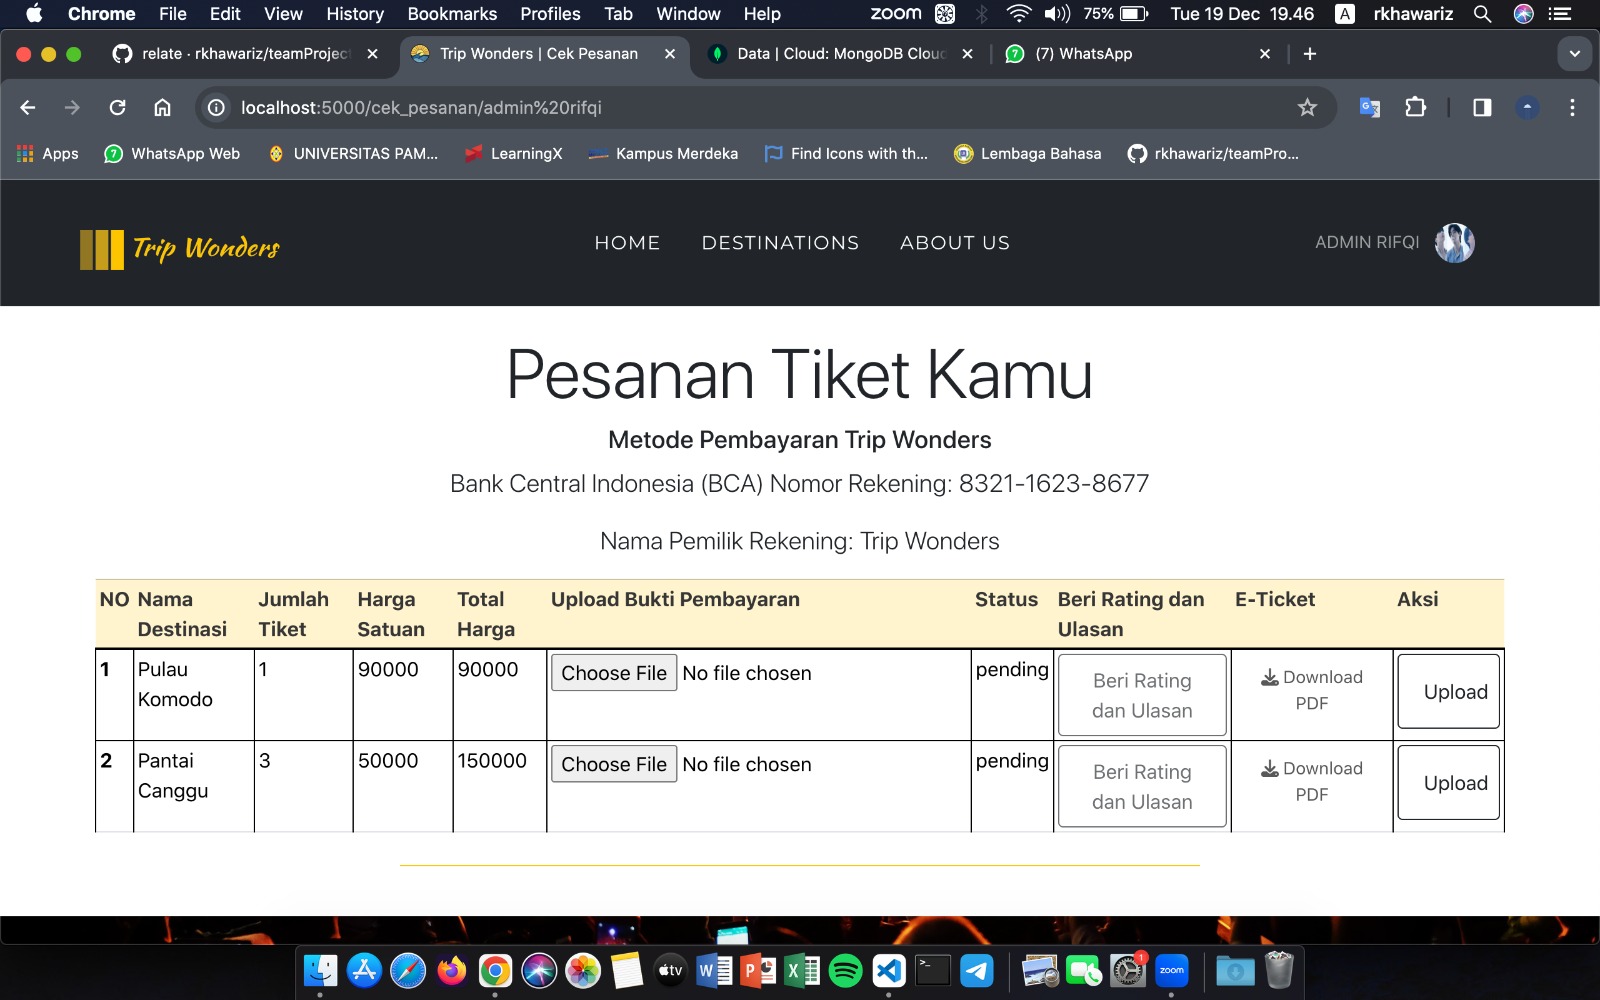 Chrome File Edit View History Bookmarks Profiles Tab Window Help zoom 75% Tue 19 Dec 19.46 A rkhawariz
relate · rkhawariz/teamProject Trip Wonders | Cek Pesanan Data | Cloud: MongoDB Cloud (7) WhatsApp
localhost:5000/cek_pesanan/admin%20rifqi
Apps WhatsApp Web UNIVERSITAS PAM... LearningX Kampus Merdeka Find Icons with th... Lembaga Bahasa rkhawariz/teamPro...
Trip Wonders HOME DESTINATIONS ABOUT US ADMIN RIFQI
Pesanan Tiket Kamu
Metode Pembayaran Trip Wonders
Bank Central Indonesia (BCA) Nomor Rekening: 8321-1623-8677
Nama Pemilik Rekening: Trip Wonders
NO Nama Jumlah Harga Total Upload Bukti Pembayaran Status Beri Rating dan E-Ticket Aksi
Destinasi Tiket Satuan Harga Ulasan
1 Pulau 1 90000 90000 Choose File No file chosen pending Beri Rating Download Upload
Komodo dan Ulasan PDF
2 Pantai 3 50000 150000 Choose File No file chosen pending Beri Rating Download Upload
Canggu dan Ulasan PDF
tv W P X 1 zoom